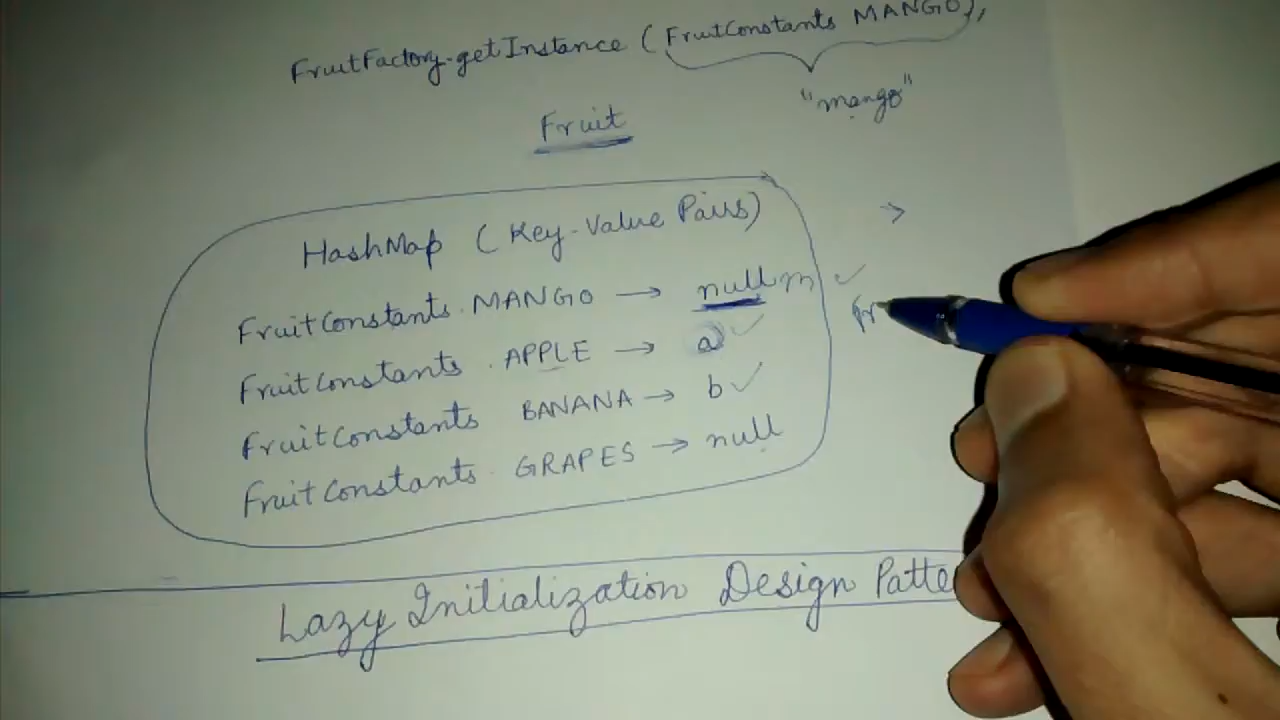 FruitFactory.getInstance (FruitConstants MANGO),
"mango"
Fruit
HashMap (Key-Value Pairs)
FruitConstants. MANGO → null m ✓
Fr
FruitConstants. APPLE → a ✓
FruitConstants BANANA → b ✓
FruitConstants. GRAPES → null
Lazy Initialization Design Patte